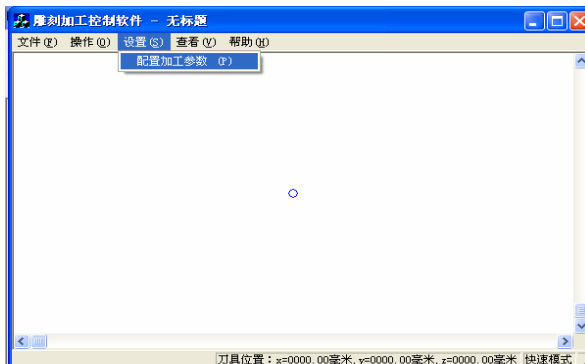 雕刻加工控制软件 - 无标题
文件(F) 操作(O) 设置(S) 查看(V) 帮助(H)
配置加工参数 (P)
刀具位置：x=0000.00毫米,y=0000.00毫米,z=0000.00毫米 快速模式